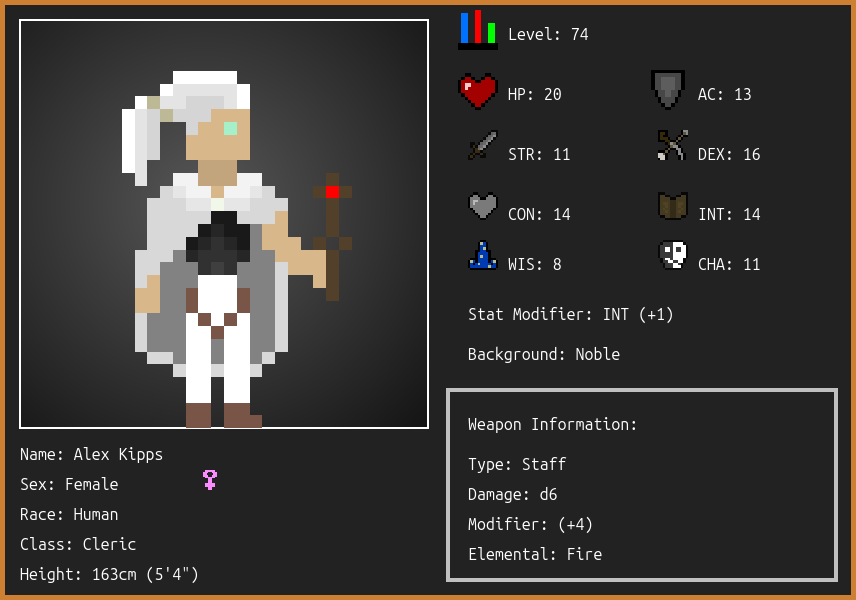 Level: 74
HP: 20
AC: 13
STR: 11
DEX: 16
CON: 14
INT: 14
WIS: 8
CHA: 11
Stat Modifier: INT (+1)
Background: Noble
Weapon Information:
Type: Staff
Damage: d6
Modifier: (+4)
Elemental: Fire
Name: Alex Kipps
Sex: Female
Race: Human
Class: Cleric
Height: 163cm (5'4")